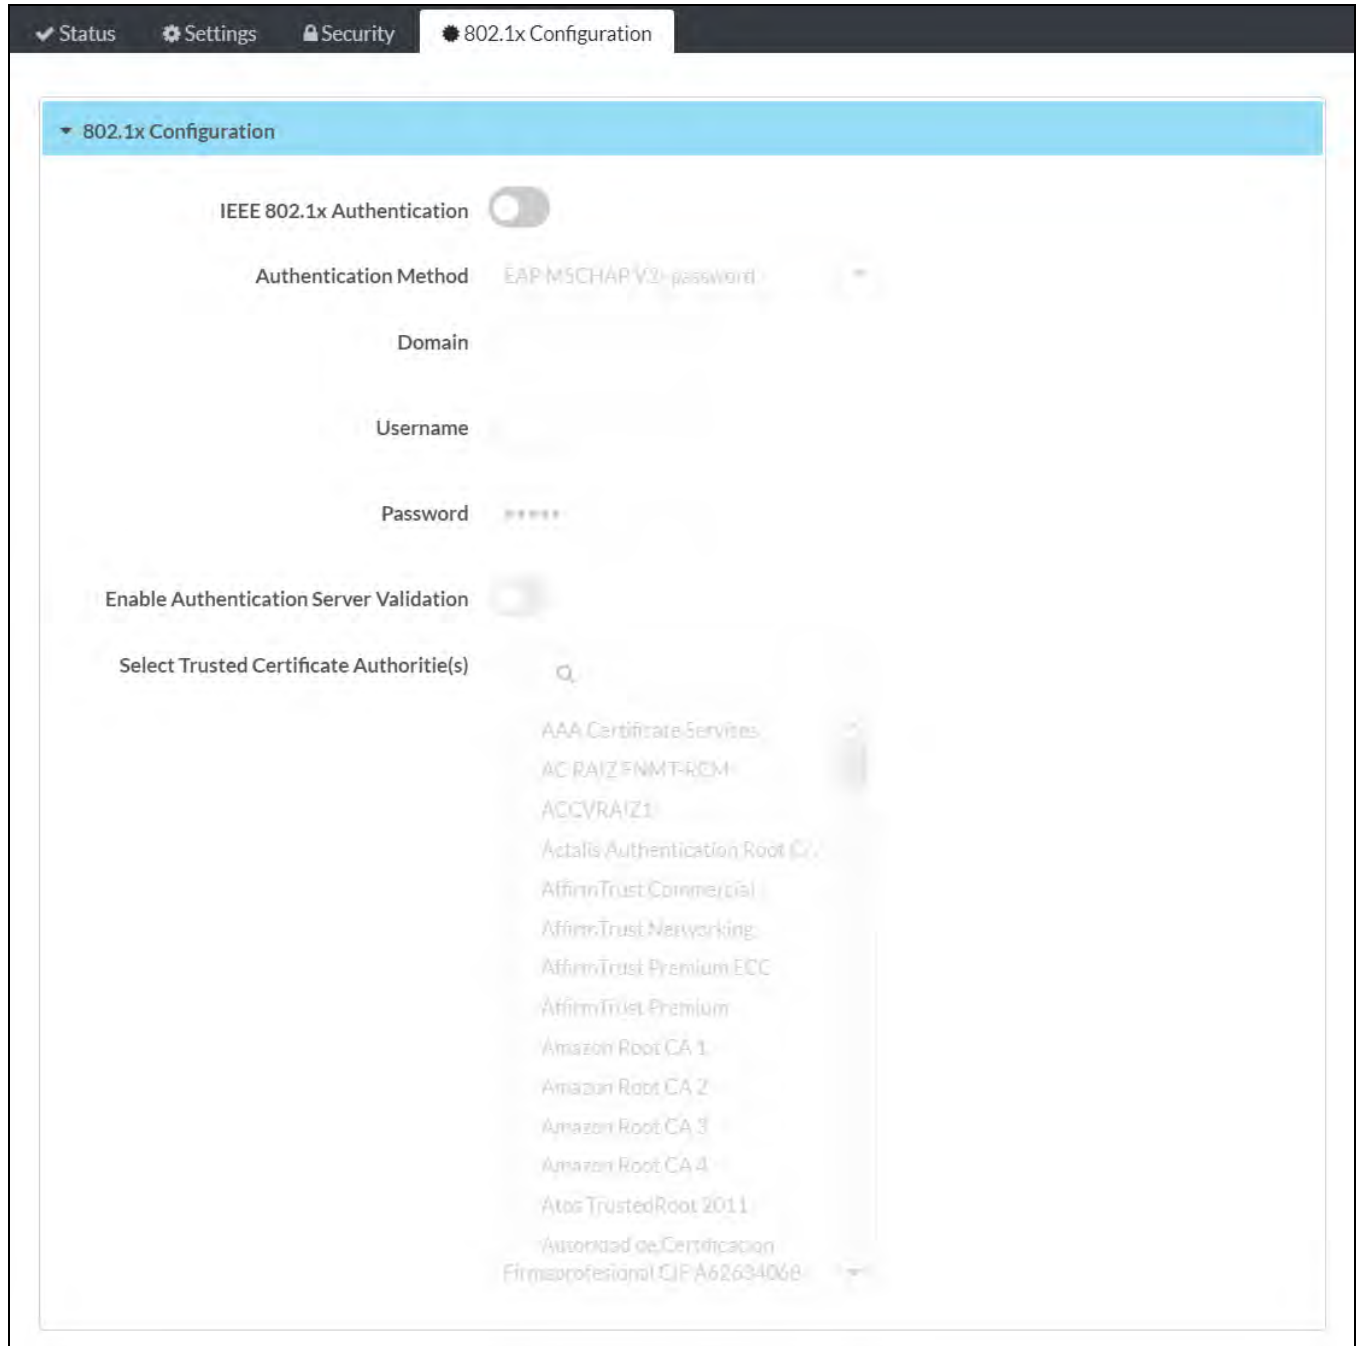 Status Settings Security 802.1x Configuration
802.1x Configuration
IEEE 802.1x Authentication
Authentication Method EAP MSCHAP V2- password
Domain
Username
Password •••••
Enable Authentication Server Validation
Select Trusted Certificate Authoritie(s)
AAA Certificate Services
AC RAIZ FNMT-RCM
ACCVRAIZ1
Actalis Authentication Root
AffirmTrust Commercial
AffirmTrust Networking
AffirmTrust Premium ECC
AffirmTrust Premium
Amazon Root CA 1
Amazon Root CA 2
Amazon Root CA 3
Amazon Root CA 4
Atos TrustedRoot 2011
Autoridad de Certificacion
Firmaprofesional CIF A62634068